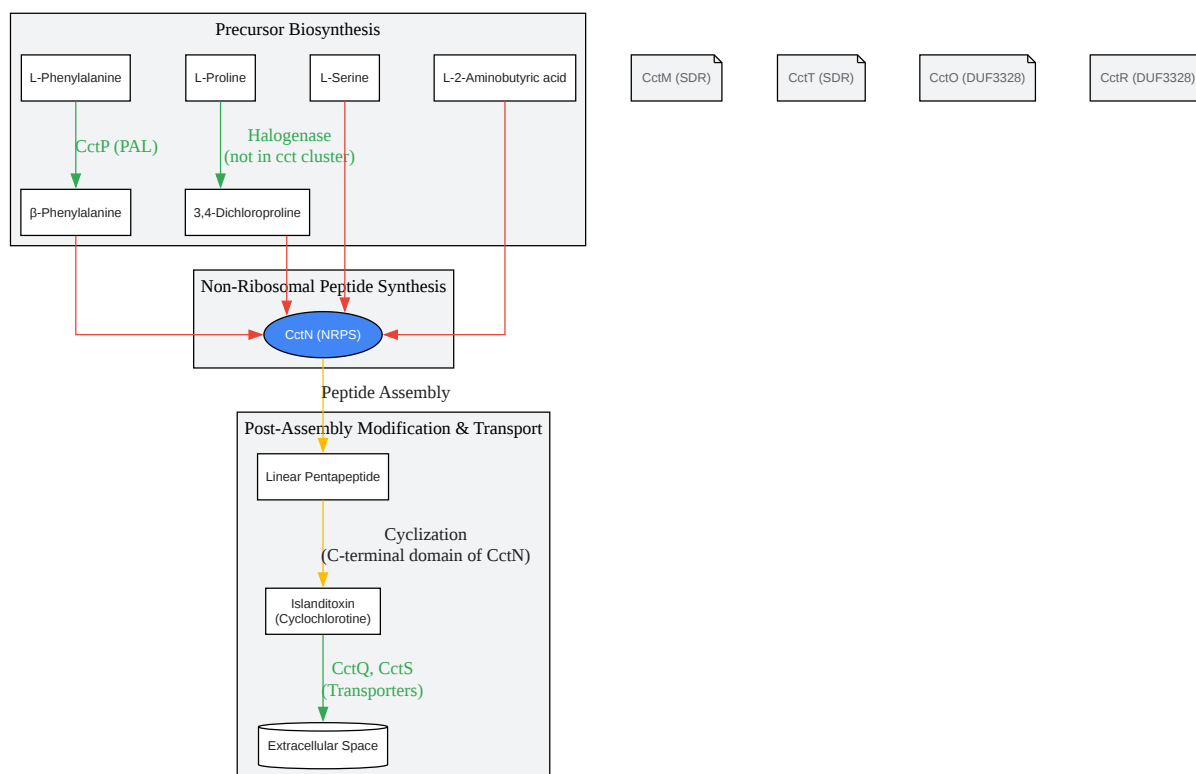 Precursor Biosynthesis
L-Phenylalanine
L-Proline
L-Serine
L-2-Aminobutyric acid
CctM (SDR)
CctT (SDR)
CctO (DUF3328)
CctR (DUF3328)
CctP (PAL)
Halogenase
(not in cct cluster)
β-Phenylalanine
3,4-Dichloroproline
Non-Ribosomal Peptide Synthesis
CctN (NRPS)
Peptide Assembly
Post-Assembly Modification & Transport
Linear Pentapeptide
Cyclization
(C-terminal domain of CctN)
Islanditoxin
(Cyclochlorotine)
CctQ, CctS
(Transporters)
Extracellular Space